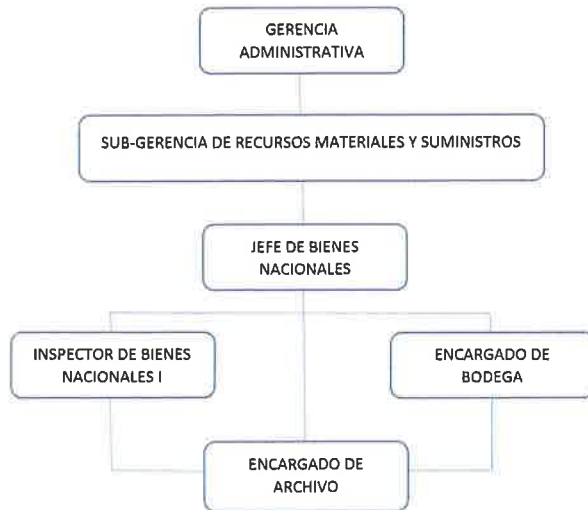 GERENCIA
ADMINISTRATIVA
SUB-GERENCIA DE RECURSOS MATERIALES Y SUMINISTROS
JEFE DE BIENES
NACIONALES
INSPECTOR DE BIENES
NACIONALES I
ENCARGADO DE
BODEGA
ENCARGADO DE
ARCHIVO